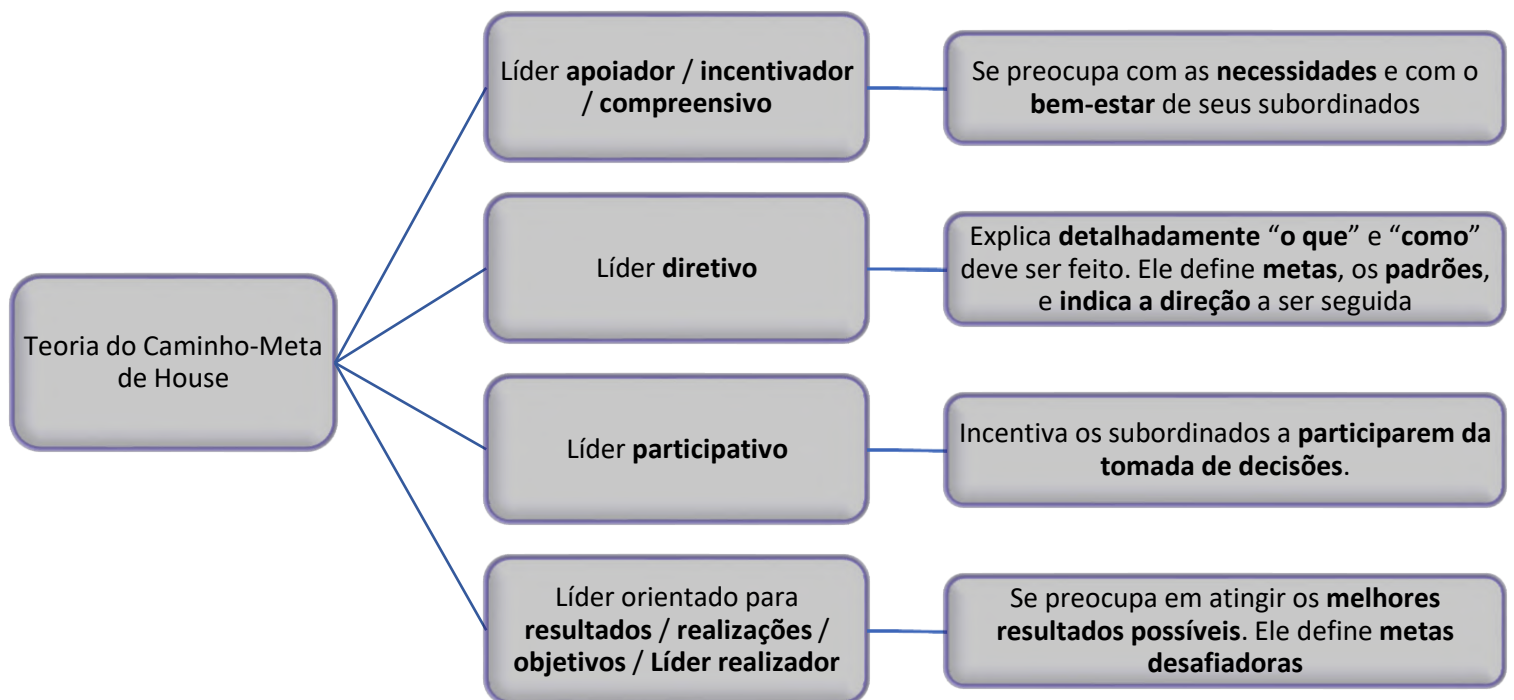 Teoria do Caminho-Meta
de House
Líder apoiador / incentivador
/ compreensivo
Se preocupa com as necessidades e com o
bem-estar de seus subordinados
Líder diretivo
Explica detalhadamente “o que” e “como”
deve ser feito. Ele define metas, os padrões,
e indica a direção a ser seguida
Líder participativo
Incentiva os subordinados a participarem da
tomada de decisões.
Líder orientado para
resultados / realizações /
objetivos / Líder realizador
Se preocupa em atingir os melhores
resultados possíveis. Ele define metas
desafiadoras